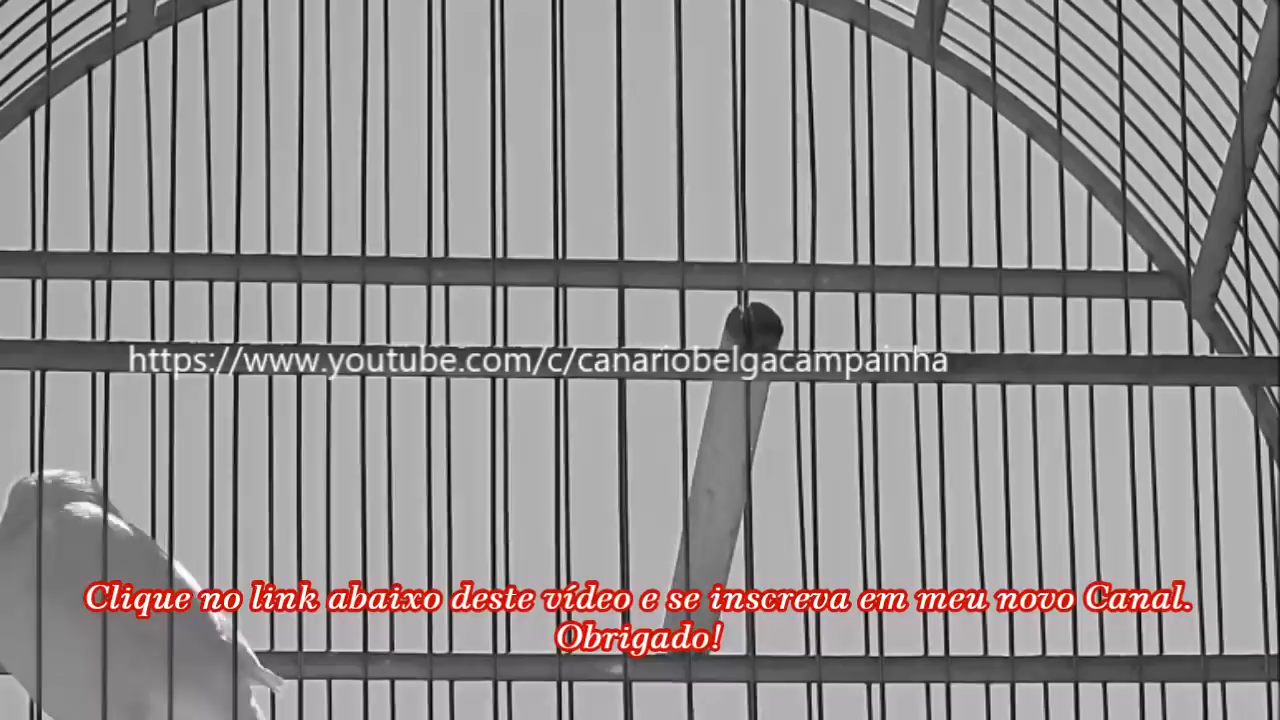 https://www.youtube.com/c/canariobelgacampainha
Clique no link abaixo deste vídeo e se inscreva em meu novo Canal.
Obrigado!